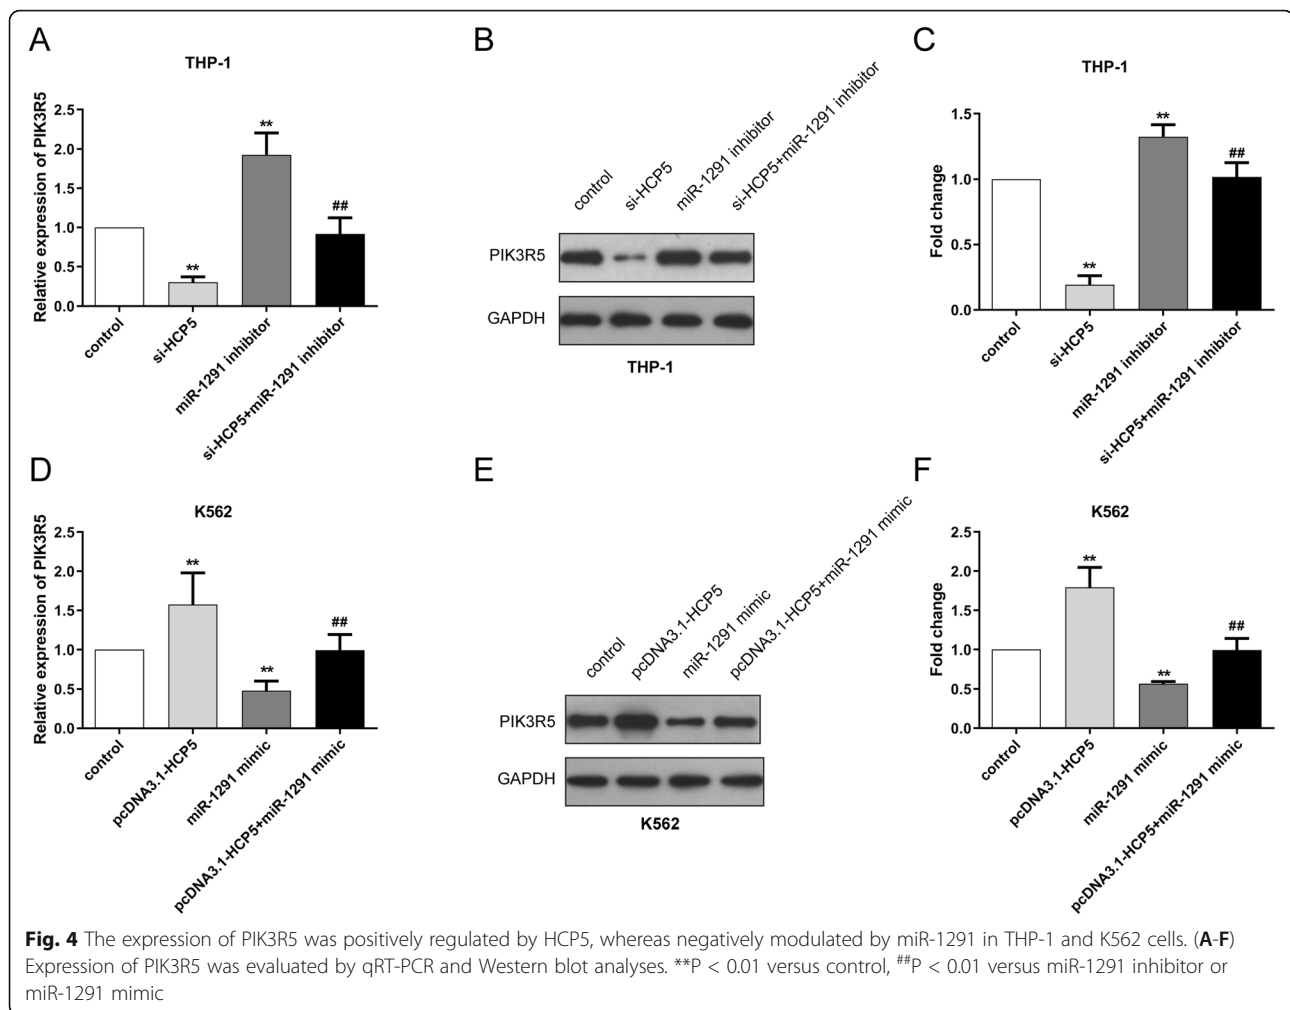 A
THP-1
Relative expression of PIK3R5
2.5
2.0
1.5
1.0
0.5
0.0
**
**
##
control
si-HCP5
miR-1291 inhibitor
si-HCP5+miR-1291 inhibitor
B
control
si-HCP5
miR-1291 inhibitor
si-HCP5+miR-1291 inhibitor
PIK3R5
GAPDH
THP-1
C
THP-1
Fold change
1.5
1.0
0.5
0.0
**
**
##
control
si-HCP5
miR-1291 inhibitor
si-HCP5+miR-1291 inhibitor
D
K562
Relative expression of PIK3R5
2.5
2.0
1.5
1.0
0.5
0.0
**
**
##
control
pcDNA3.1-HCP5
miR-1291 mimic
pcDNA3.1-HCP5+miR-1291 mimic
E
control
pcDNA3.1-HCP5
miR-1291 mimic
pcDNA3.1-HCP5+miR-1291 mimic
PIK3R5
GAPDH
K562
F
K562
Fold change
2.5
2.0
1.5
1.0
0.5
0.0
**
**
##
control
pcDNA3.1-HCP5
miR-1291 mimic
pcDNA3.1-HCP5+miR-1291 mimic
Fig. 4 The expression of PIK3R5 was positively regulated by HCP5, whereas negatively modulated by miR-1291 in THP-1 and K562 cells. (A-F)
Expression of PIK3R5 was evaluated by qRT-PCR and Western blot analyses. **P < 0.01 versus control, ##P < 0.01 versus miR-1291 inhibitor or
miR-1291 mimic